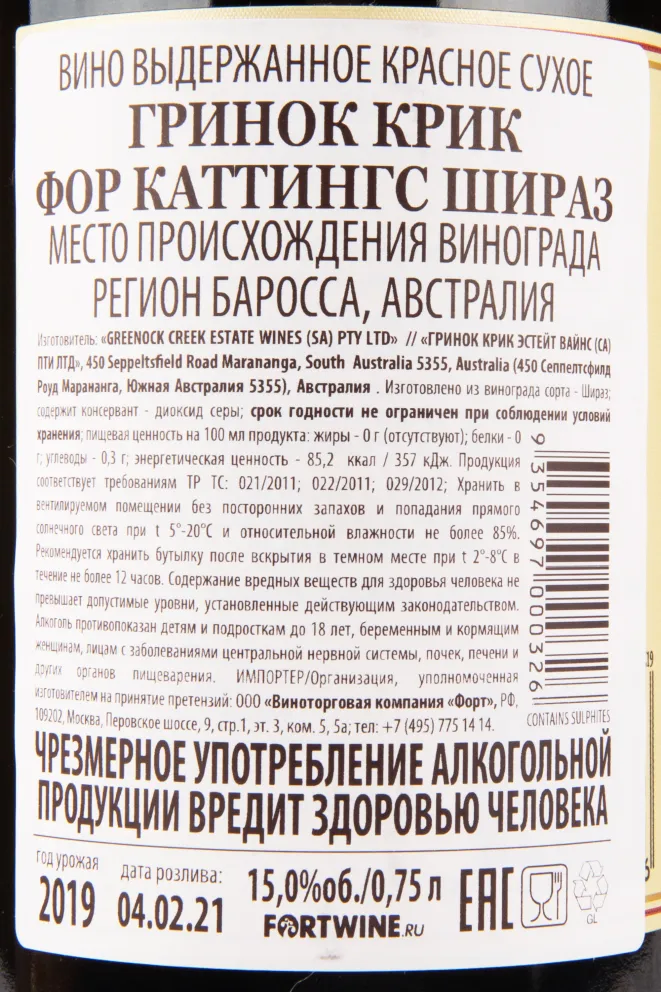 ВИНО ВЫДЕРЖАННОЕ КРАСНОЕ СУХОЕ
ГРИНОК КРИК
ФОР КАТТИНГС ШИРАЗ
МЕСТО ПРОИСХОЖДЕНИЯ ВИНОГРАДА
РЕГИОН БАРОССА, АВСТРАЛИЯ
Изготовитель: «GREENOCK CREEK ESTATE WINES (SA) PTY LTD» // «ГРИНОК КРИК ЭСТЕЙТ ВАЙНС (СА)
ПТИ ЛТД», 450 Seppeltsfield Road Marananga, South Australia 5355, Australia (450 Сеппелтсфилд
Роуд Марананга, Южная Австралия 5355), Австралия . Изготовлено из винограда сорта - Шираз;
содержит консервант - диоксид серы; срок годности не ограничен при соблюдении условий
хранения; пищевая ценность на 100 мл продукта: жиры - 0 г (отсутствуют); белки - 0
г; углеводы - 0,3 г; энергетическая ценность - 85,2 ккал / 357 кДж. Продукция
соответствует требованиям ТР ТС: 021/2011; 022/2011; 029/2012; Хранить в
вентилируемом помещении без посторонних запахов и попадания прямого
солнечного света при t 5°-20°C и относительной влажности не более 85%.
Рекомендуется хранить бутылку после вскрытия в темном месте при t 2°-8°C в
течение не более 12 часов. Содержание вредных веществ для здоровья человека не
превышает допустимые уровни, установленные действующим законодательством.
Алкоголь противопоказан детям и подросткам до 18 лет, беременным и кормящим
женщинам, лицам с заболеваниями центральной нервной системы, почек, печени и
других органов пищеварения. ИМПОРТЕР/Организация, уполномоченная
изготовителем на принятие претензий: ООО «Виноторговая компания «Форт», РФ,
109202, Москва, Перовское шоссе, 9, стр.1, эт. 3, ком. 5, 5а; тел: +7 (495) 775 14 14.
9 354697 000326
CONTAINS SULPHITES
ЧРЕЗМЕРНОЕ УПОТРЕБЛЕНИЕ АЛКОГОЛЬНОЙ
ПРОДУКЦИИ ВРЕДИТ ЗДОРОВЬЮ ЧЕЛОВЕКА
год урожая
2019
дата розлива:
04.02.21
15,0%об./0,75 л
FORTWINE.RU
EAC
GL